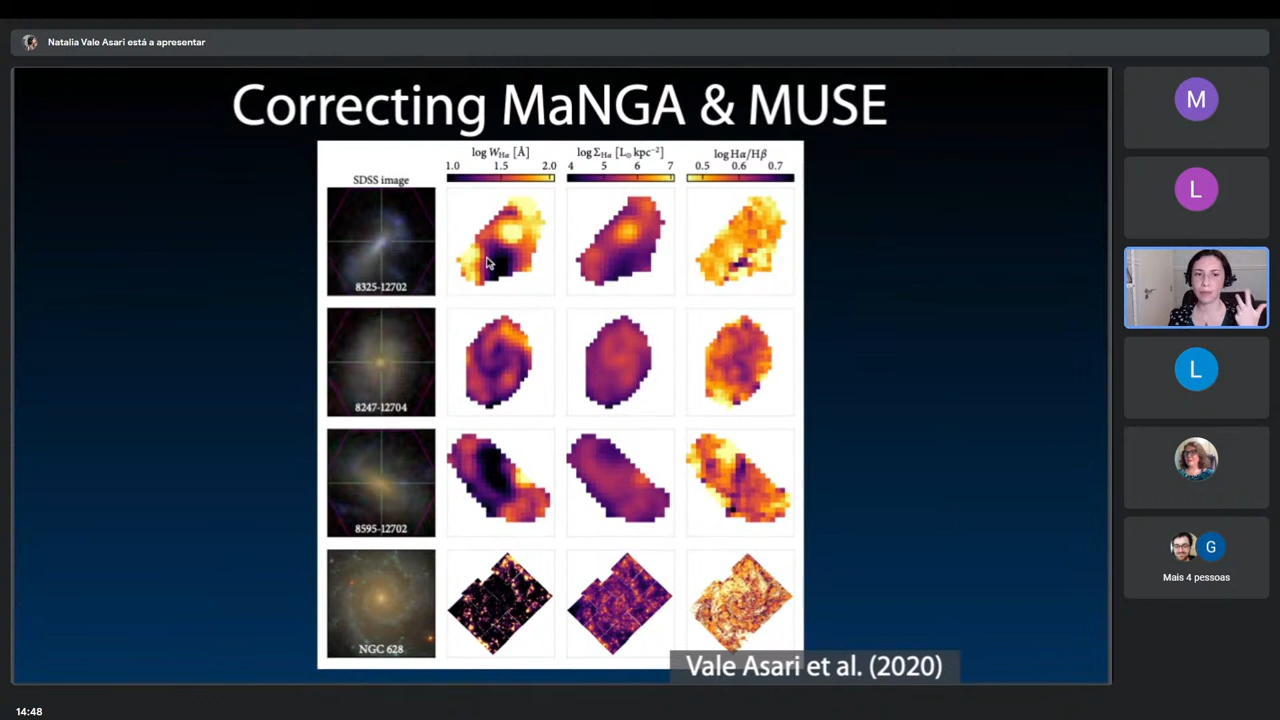 Natalia Vale Asari está a apresentar
Correcting MaNGA & MUSE
log WHα [Å]
log ΣHα [L⊙ kpc⁻²]
log Hα/Hβ
1.0 1.5 2.0
4 5 6 7
0.5 0.6 0.7
SDSS image
8325-12702
8247-12704
8595-12702
NGC 628
Vale Asari et al. (2020)
M
L
L
G
Mais 4 pessoas
14:48